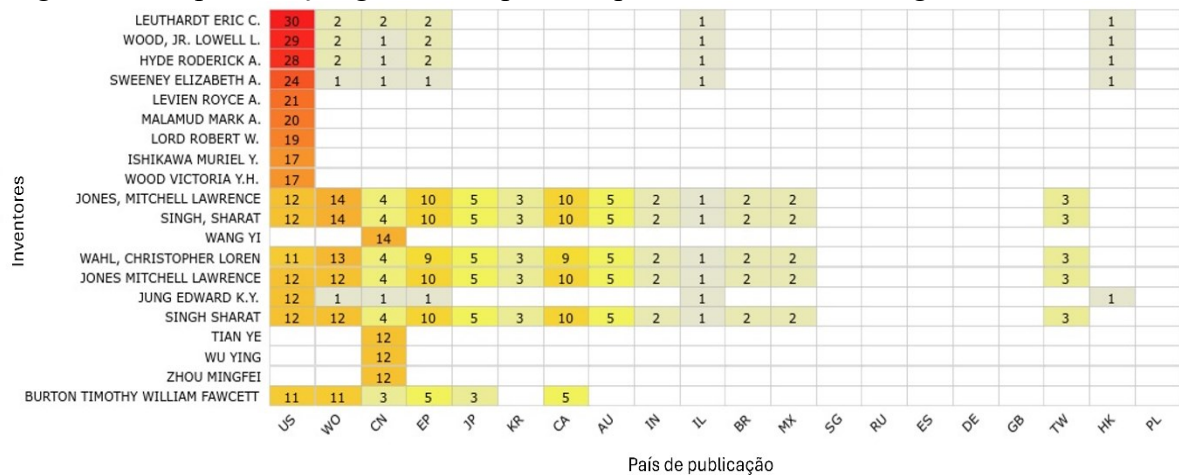 LEUTHARDT ERIC C. 30 2 2 2 1 1
WOOD, JR. LOWELL L. 29 2 1 2 1 1
HYDE RODERICK A. 28 2 1 2 1 1
SWEENEY ELIZABETH A. 24 1 1 1 1 1
LEVIEN ROYCE A. 21
MALAMUD MARK A. 20
LORD ROBERT W. 19
ISHIKAWA MURIEL Y. 17
WOOD VICTORIA Y.H. 17
JONES, MITCHELL LAWRENCE 12 14 4 10 5 3 10 5 2 1 2 2 3
SINGH, SHARAT 12 14 4 10 5 3 10 5 2 1 2 2 3
WANG YI 14
WAHL, CHRISTOPHER LOREN 11 13 4 9 5 3 9 5 2 1 2 2 3
JONES MITCHELL LAWRENCE 12 12 4 10 5 3 10 5 2 1 2 2 3
JUNG EDWARD K.Y. 12 1 1 1 1 1
SINGH SHARAT 12 12 4 10 5 3 10 5 2 1 2 2 3
TIAN YE 12
WU YING 12
ZHOU MINGFEI 12
BURTON TIMOTHY WILLIAM FAWCETT 11 11 3 5 3 5
Inventores
US WO CN EP JP KR CA AU IN IL BR MX SG RU ES DE GB TW HK PL
País de publicação